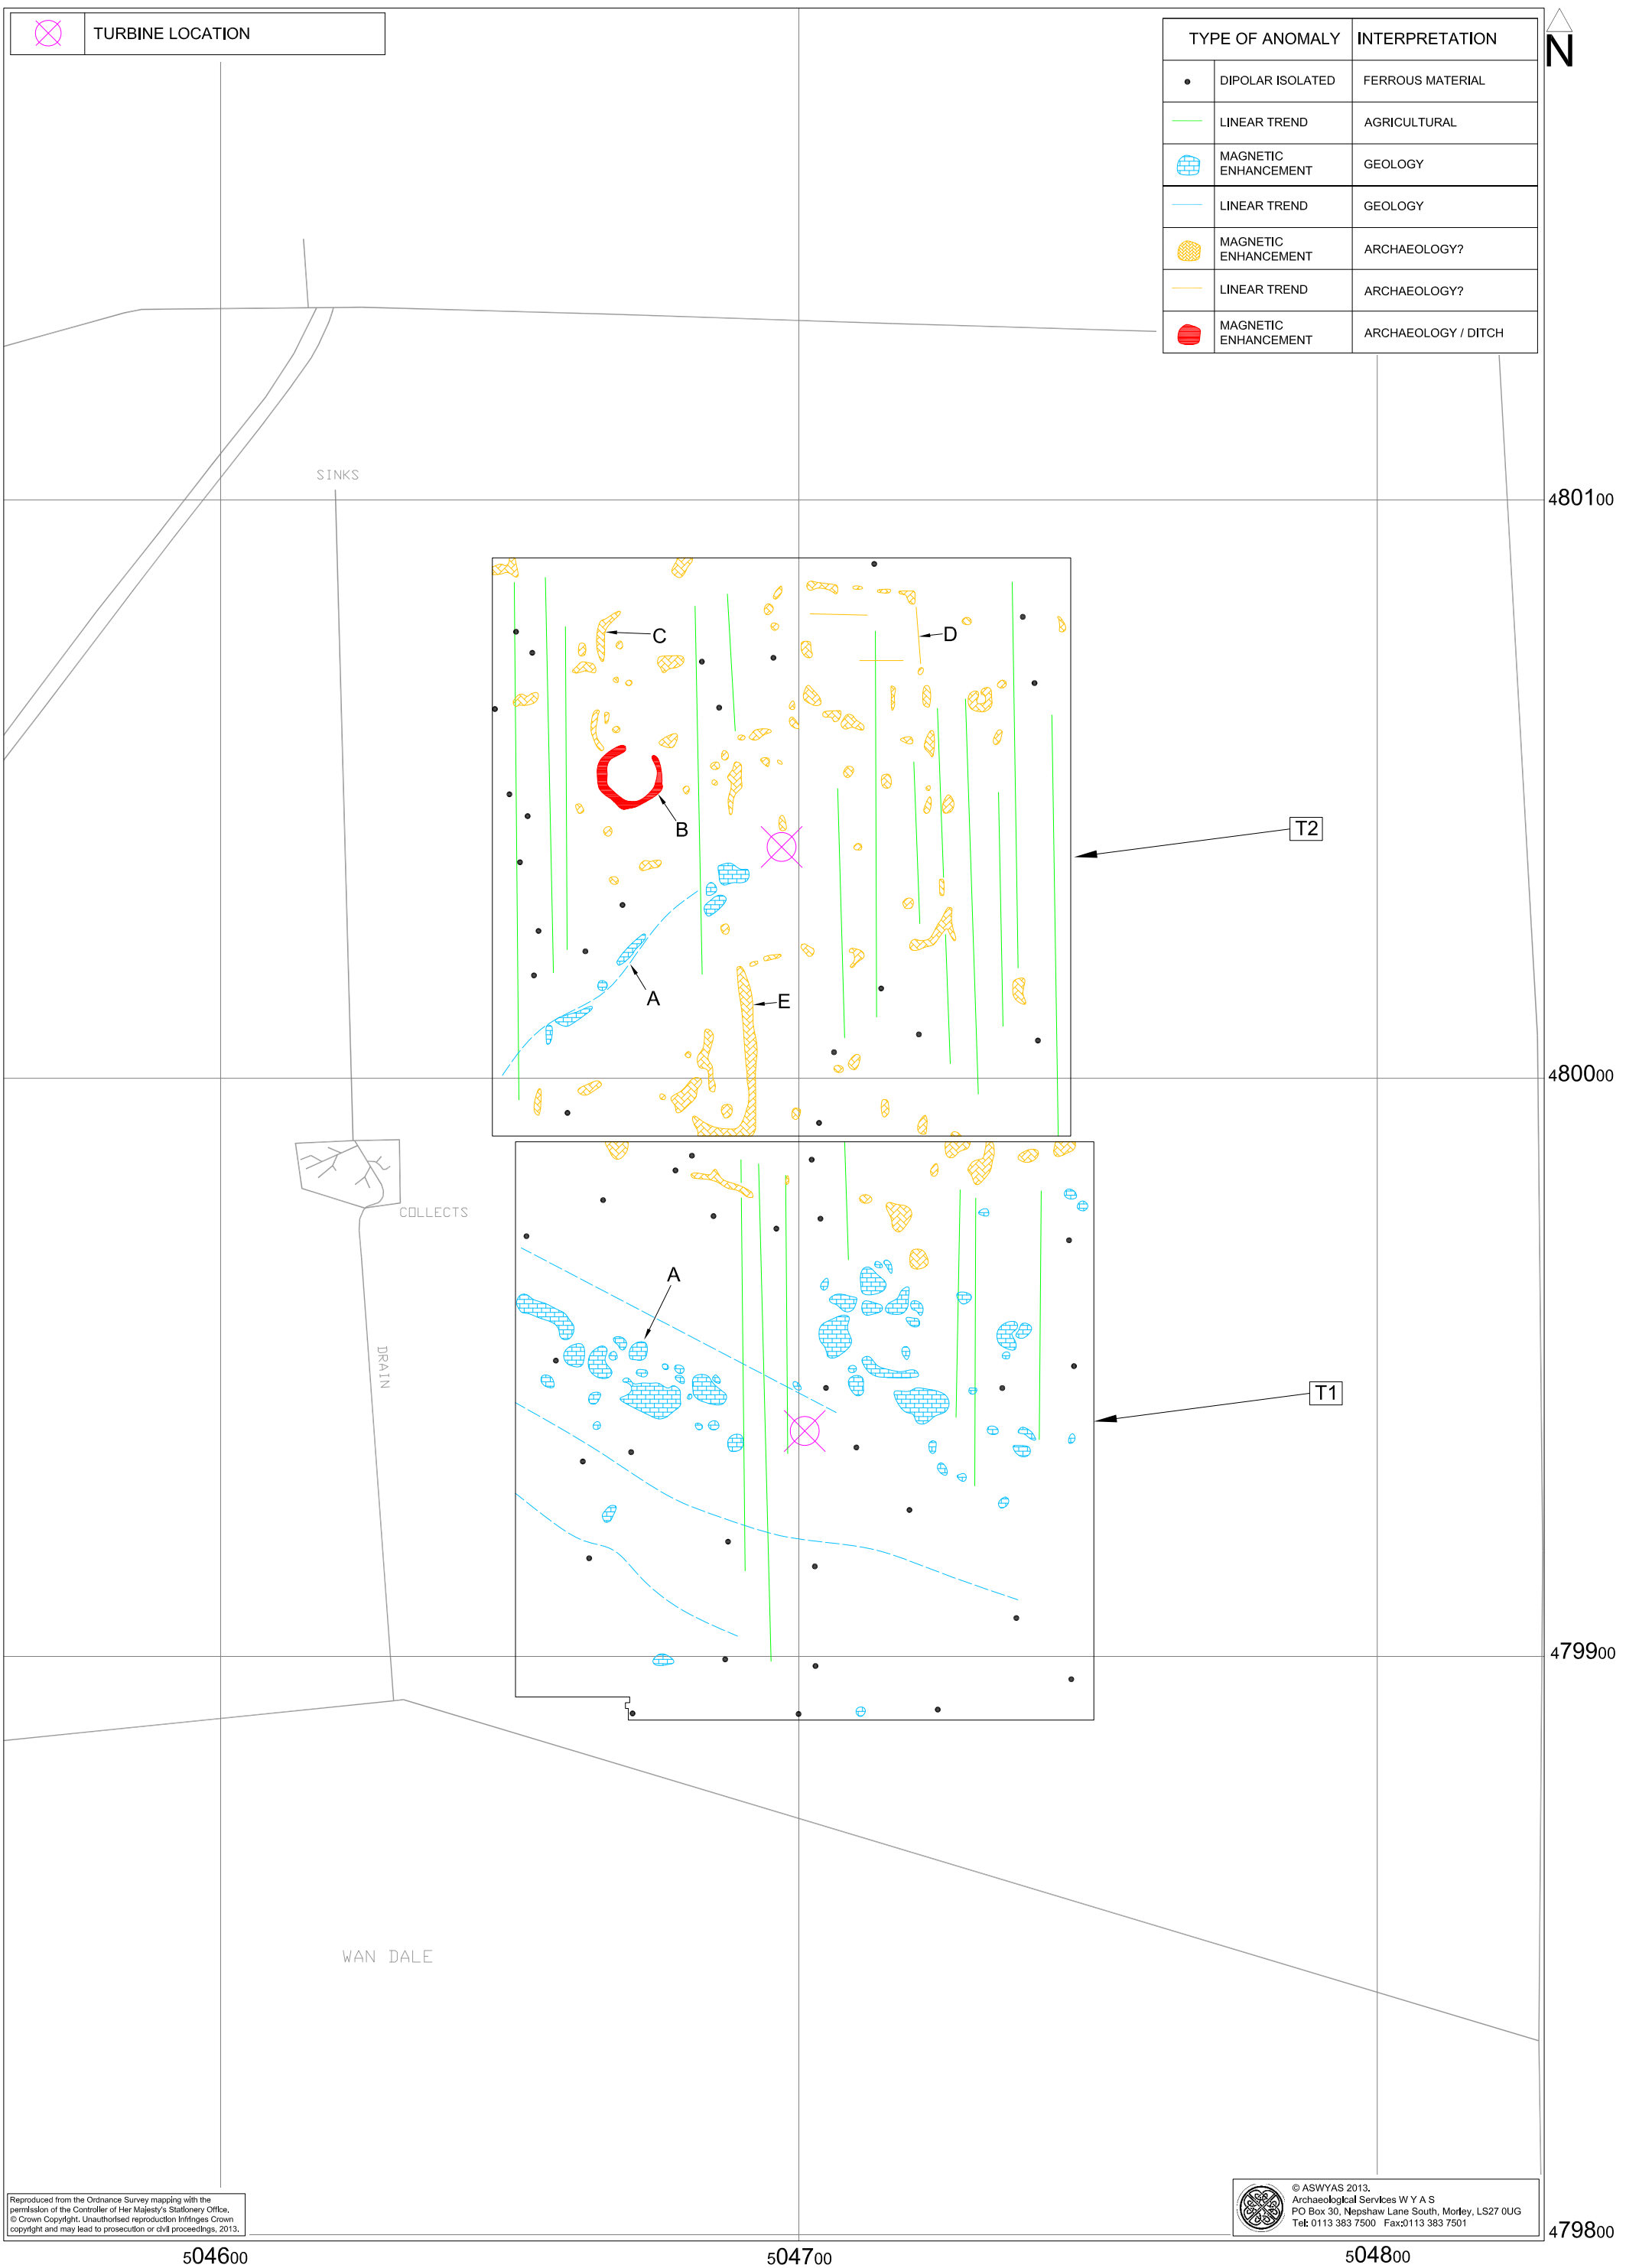 TURBINE LOCATION
TYPE OF ANOMALY INTERPRETATION
DIPOLAR ISOLATED FERROUS MATERIAL
LINEAR TREND AGRICULTURAL
MAGNETIC
ENHANCEMENT GEOLOGY
LINEAR TREND GEOLOGY
MAGNETIC
ENHANCEMENT ARCHAEOLOGY?
LINEAR TREND ARCHAEOLOGY?
MAGNETIC
ENHANCEMENT ARCHAEOLOGY / DITCH
N
SINKS
480100
C
D
B
T2
A
E
480000
COLLECTS
A
DRAIN
T1
479900
WAN DALE
Reproduced from the Ordnance Survey mapping with the
permission of the Controller of Her Majesty's Stationery Office,
© Crown Copyright. Unauthorised reproduction infringes Crown
copyright and may lead to prosecution or civil proceedings, 2013.
© ASWYAS 2013.
Archaeological Services W Y A S
PO Box 30, Nepshaw Lane South, Morley, LS27 0UG
Tel: 0113 383 7500 Fax:0113 383 7501
479800
504600
504700
504800